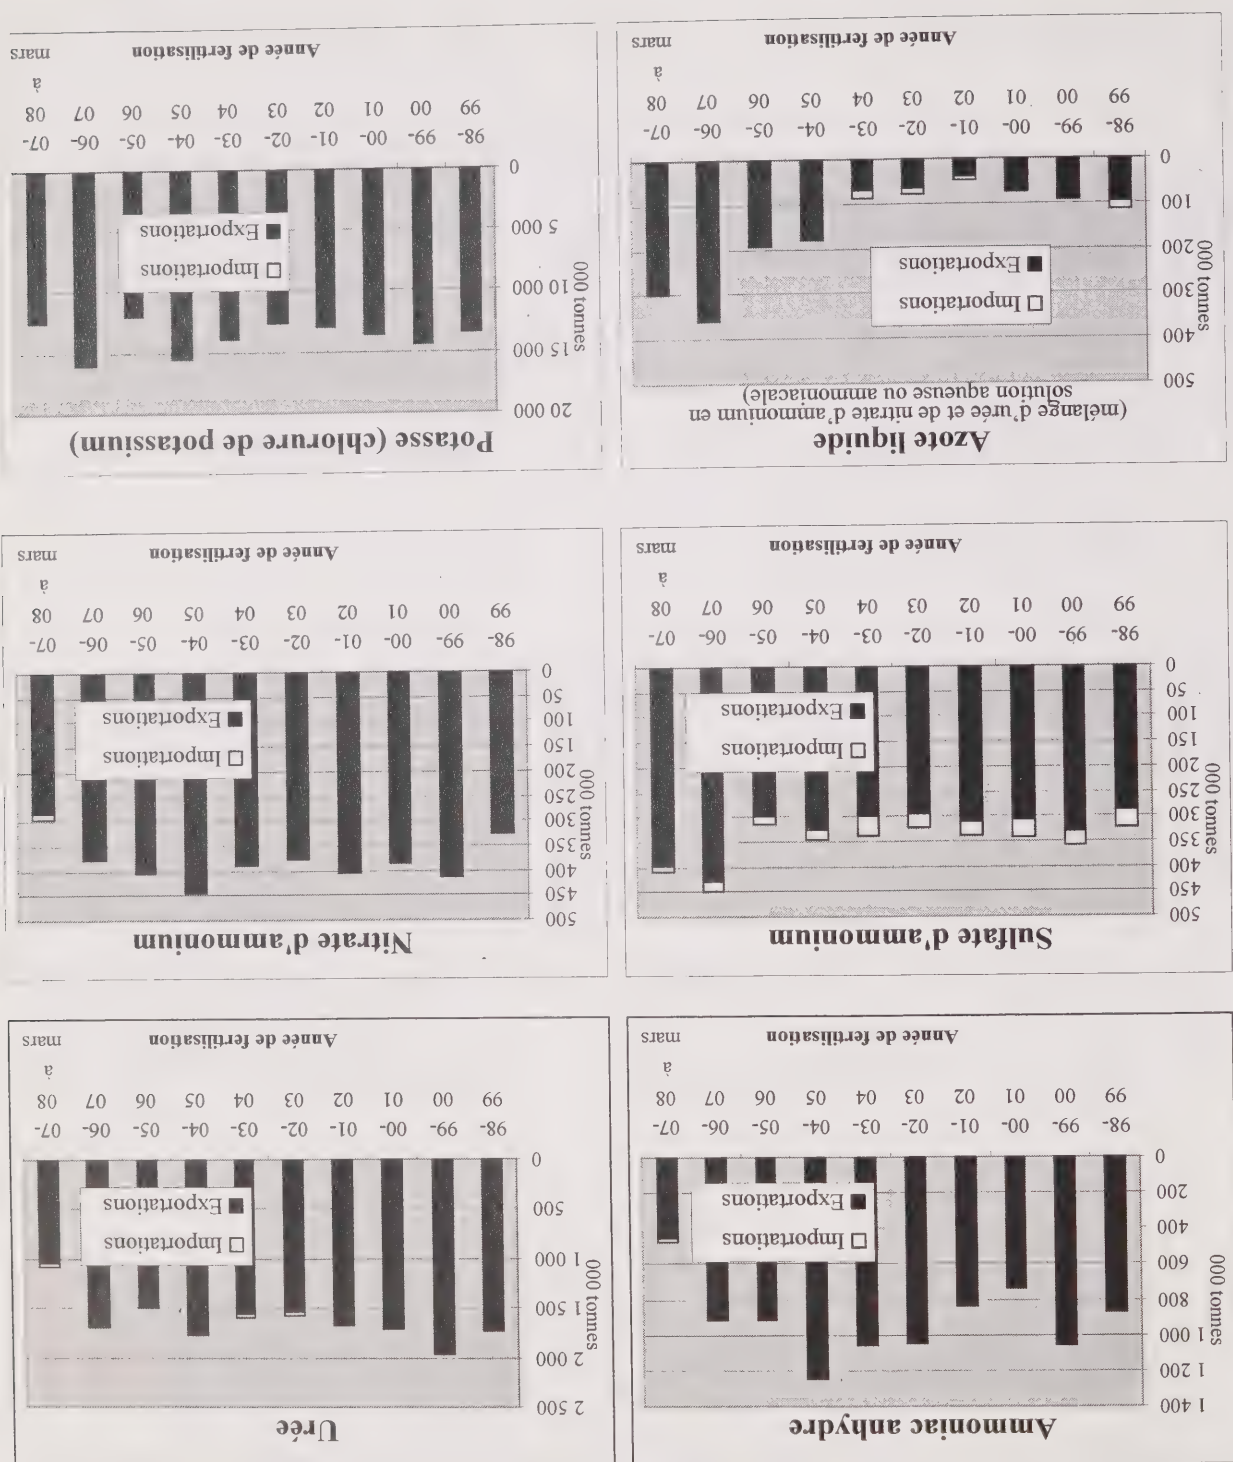 Ammoniac anhydre
000 tonnes
1 400
1 200
1 000
800
600
400
200
0
Importations
Exportations
98- 99- 00- 01- 02- 03- 04- 05- 06- 07-
99 00 01 02 03 04 05 06 07 08
à
Année de fertilisation mars
Urée
000 tonnes
2 500
2 000
1 500
1 000
500
0
Importations
Exportations
98- 99- 00- 01- 02- 03- 04- 05- 06- 07-
99 00 01 02 03 04 05 06 07 08
à
Année de fertilisation mars
Sulfate d'ammonium
000 tonnes
500
450
400
350
300
250
200
150
100
50
0
Importations
Exportations
98- 99- 00- 01- 02- 03- 04- 05- 06- 07-
99 00 01 02 03 04 05 06 07 08
à
Année de fertilisation mars
Nitrate d'ammonium
000 tonnes
500
450
400
350
300
250
200
150
100
50
0
Importations
Exportations
98- 99- 00- 01- 02- 03- 04- 05- 06- 07-
99 00 01 02 03 04 05 06 07 08
à
Année de fertilisation mars
Azote liquide
(mélange d'urée et de nitrate d'ammonium en
solution aqueuse ou ammoniacale)
000 tonnes
500
400
300
200
100
0
Importations
Exportations
98- 99- 00- 01- 02- 03- 04- 05- 06- 07-
99 00 01 02 03 04 05 06 07 08
à
Année de fertilisation mars
Potasse (chlorure de potassium)
000 tonnes
20 000
15 000
10 000
5 000
0
Importations
Exportations
98- 99- 00- 01- 02- 03- 04- 05- 06- 07-
99 00 01 02 03 04 05 06 07 08
à
Année de fertilisation mars